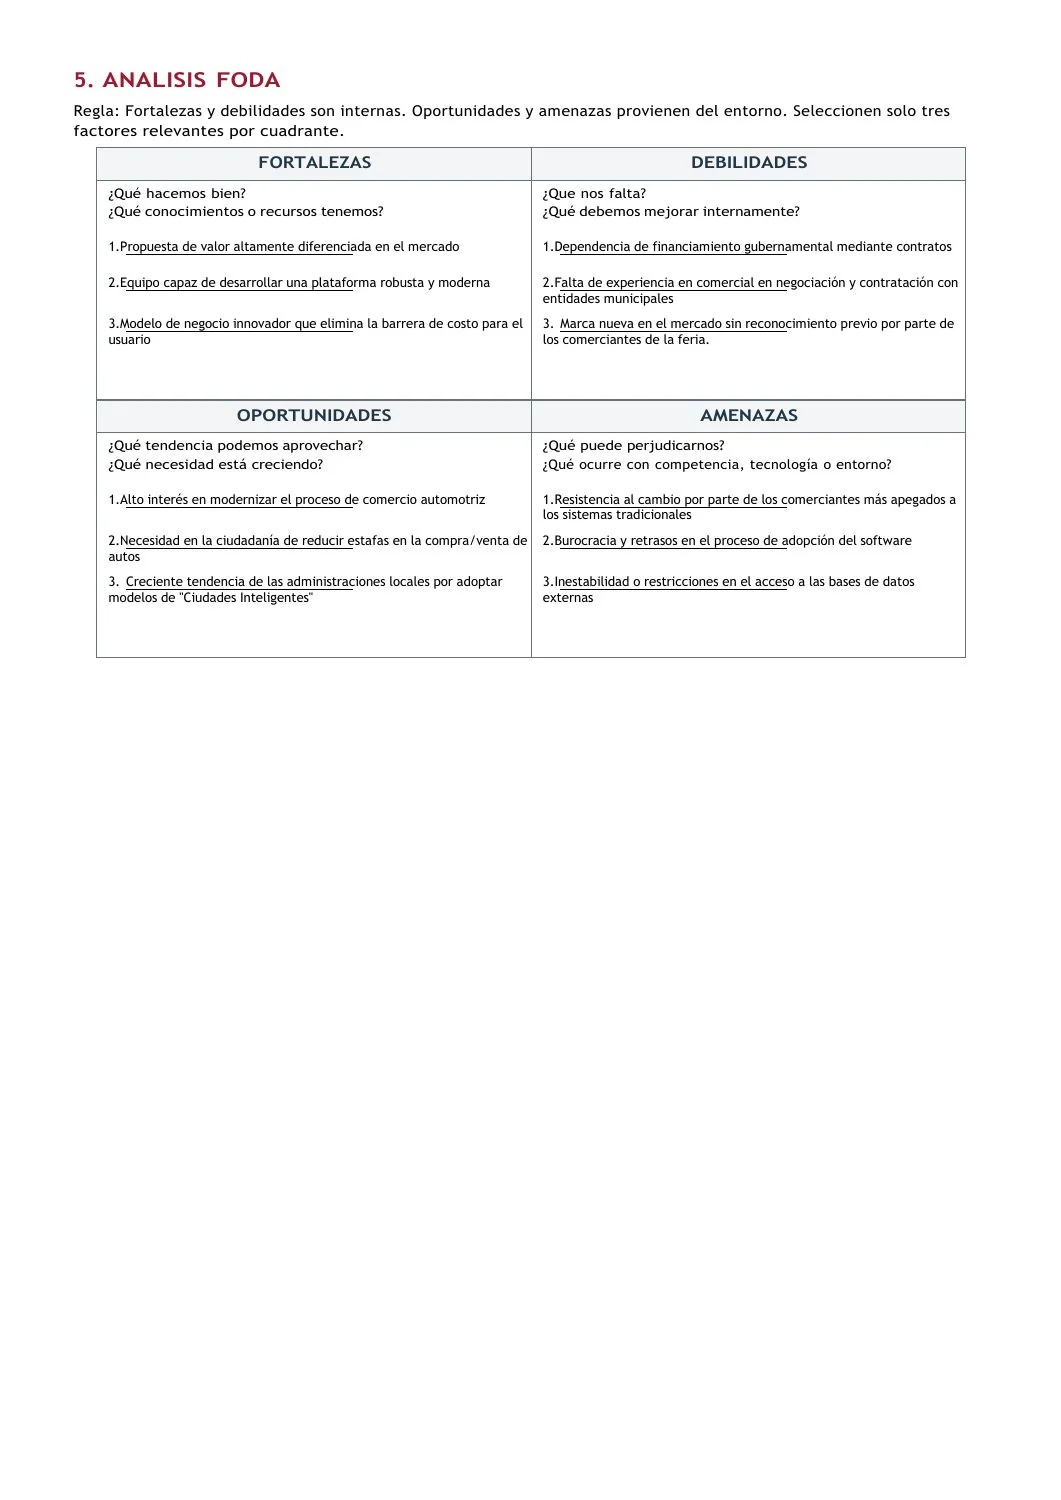 5. ANALISIS FODA
Regla: Fortalezas y debilidades son internas. Oportunidades y amenazas provienen del entorno. Seleccionen solo tres
factores relevantes por cuadrante.
FORTALEZAS
¿Qué hacemos bien?
¿Qué conocimientos o recursos tenemos?
1.Propuesta de valor altamente diferenciada en el mercado
2.Equipo capaz de desarrollar una plataforma robusta y moderna
3.Modelo de negocio innovador que elimina la barrera de costo para el
usuario
DEBILIDADES
¿Que nos falta?
¿Qué debemos mejorar internamente?
1.Dependencia de financiamiento gubernamental mediante contratos
2.Falta de experiencia en comercial en negociación y contratación con
entidades municipales
3. Marca nueva en el mercado sin reconocimiento previo por parte de
los comerciantes de la feria.
OPORTUNIDADES
¿Qué tendencia podemos aprovechar?
¿Qué necesidad está creciendo?
1.Alto interés en modernizar el proceso de comercio automotriz
2.Necesidad en la ciudadanía de reducir estafas en la compra/venta de
autos
3. Creciente tendencia de las administraciones locales por adoptar
modelos de "Ciudades Inteligentes"
AMENAZAS
¿Qué puede perjudicarnos?
¿Qué ocurre con competencia, tecnología o entorno?
1.Resistencia al cambio por parte de los comerciantes más apegados a
los sistemas tradicionales
2.Burocracia y retrasos en el proceso de adopción del software
3.Inestabilidad o restricciones en el acceso a las bases de datos
externas